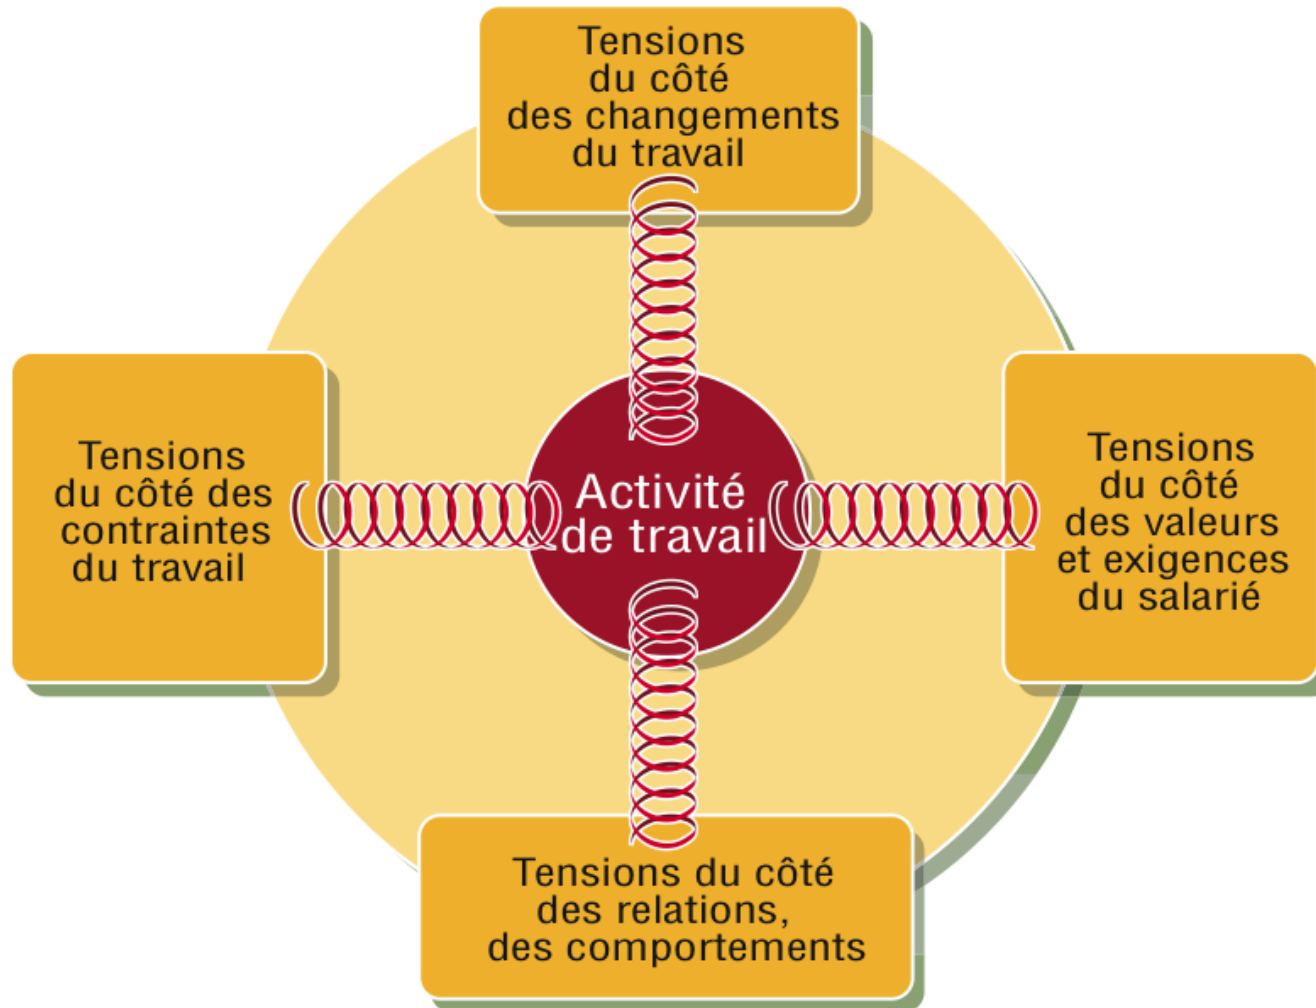 Tensions
du côté
des changements
du travail
Tensions
du côté des
contraintes
du travail
Activité
de travail
Tensions
du côté
des valeurs
et exigences
du salarié
Tensions du côté
des relations,
des comportements